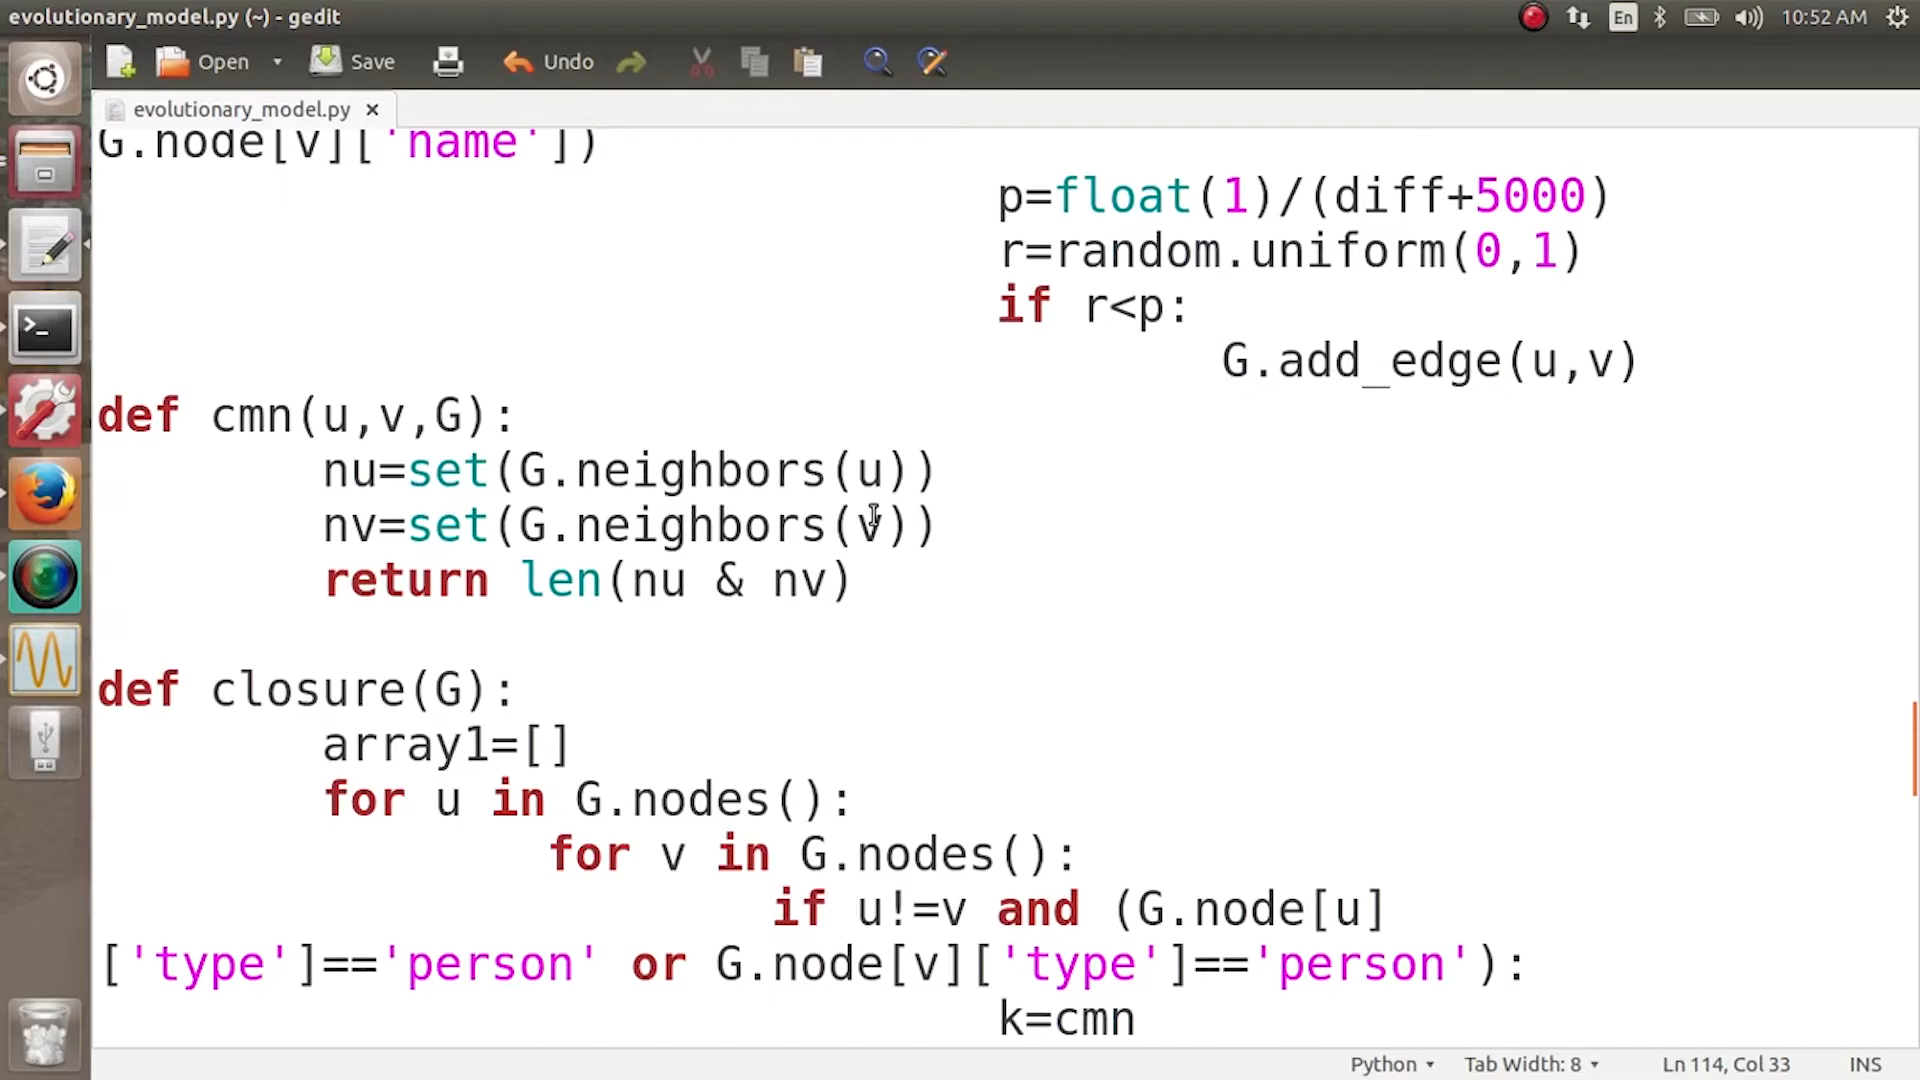 evolutionary_model.py (~) - gedit
En
10:52 AM
Open
Save
Undo
evolutionary_model.py ×
G.node[v]['name'])
p=float(1)/(diff+5000)
r=random.uniform(0,1)
if r<p:
G.add_edge(u,v)
def cmn(u,v,G):
nu=set(G.neighbors(u))
nv=set(G.neighbors(v))
return len(nu & nv)
def closure(G):
array1=[]
for u in G.nodes():
for v in G.nodes():
if u!=v and (G.node[u]
['type']=='person' or G.node[v]['type']=='person'):
k=cmn
Python
Tab Width: 8
Ln 114, Col 33
INS